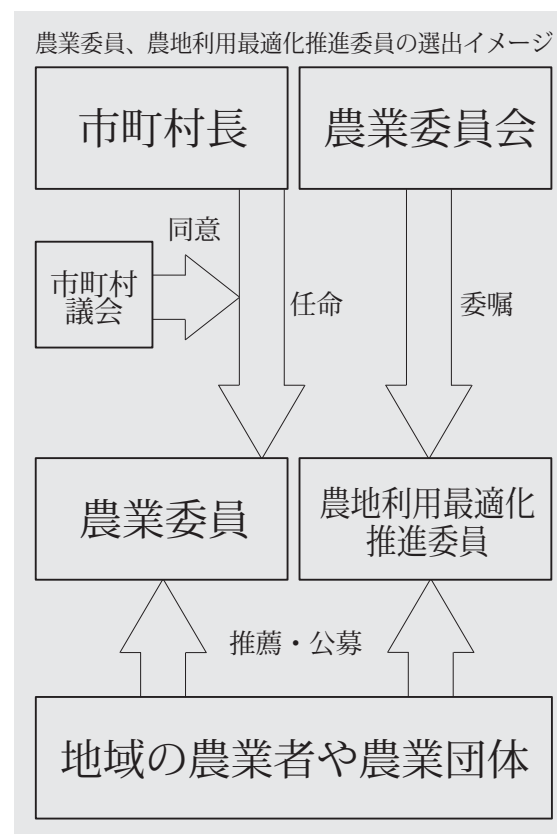 農業委員、農地利用最適化推進委員の選出イメージ
市町村長
農業委員会
同意
市町村
議会
任命
委嘱
農業委員
農地利用最適化
推進委員
推薦・公募
地域の農業者や農業団体